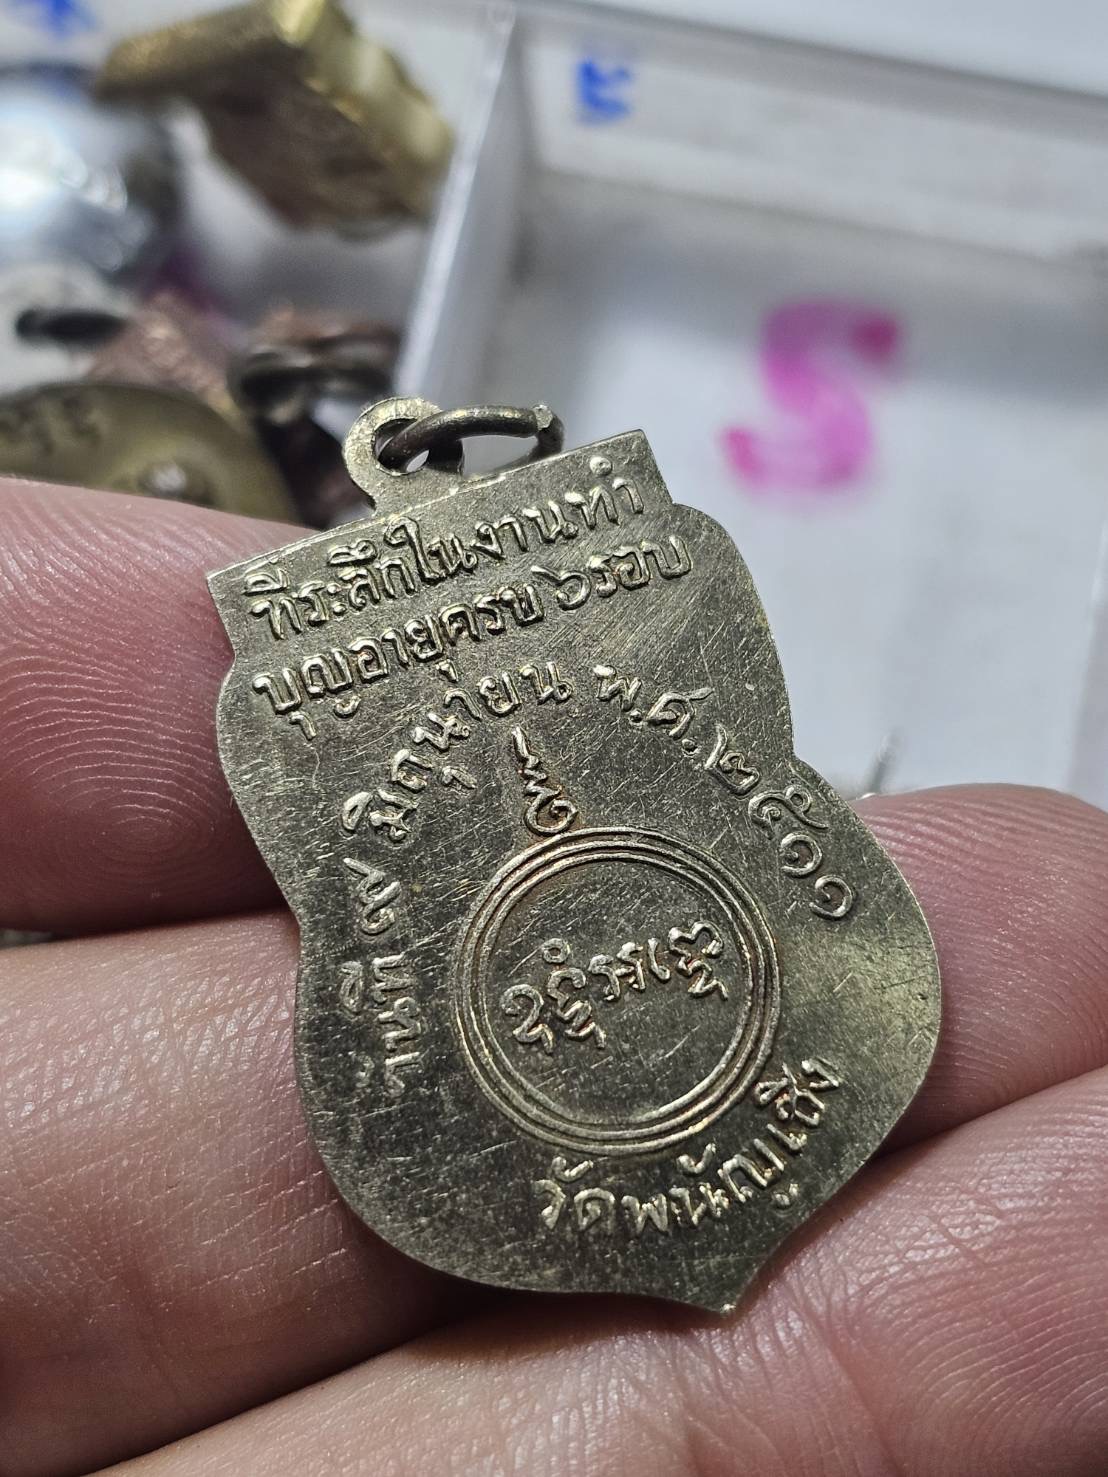 ที่ระลึกในงานทำ
บุญอายุครบ ๖ รอบ
วันที่ ๙ มิถุนายน พ.ศ. ๒๕๑๑
วัดพนัญเชิง
S